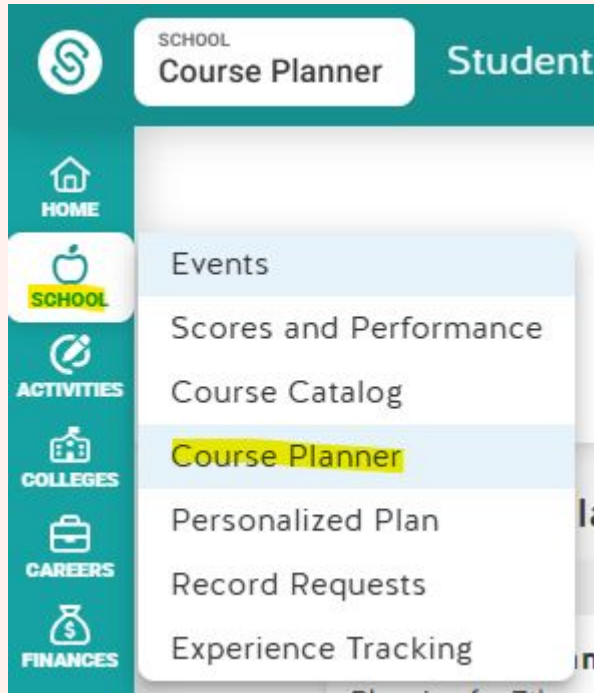 SCHOOL
Course Planner
Student
HOME
SCHOOL
ACTIVITIES
COLLEGES
CAREERS
FINANCES
Events
Scores and Performance
Course Catalog
Course Planner
Personalized Plan
Record Requests
Experience Tracking